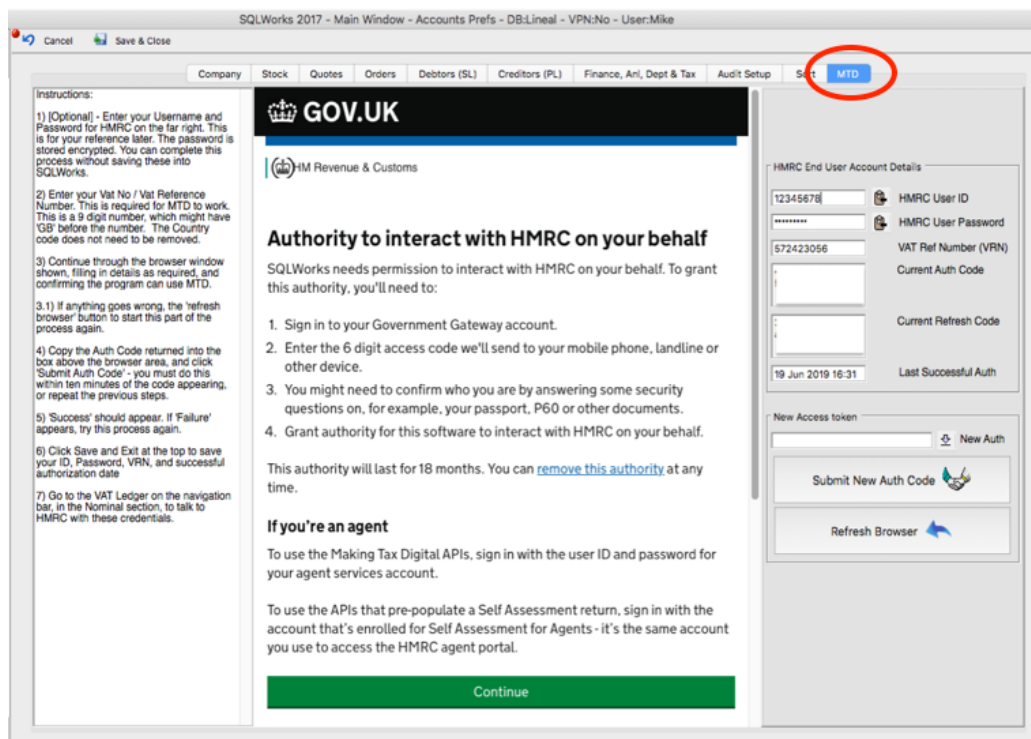 SQLWorks 2017 - Main Window - Accounts Prefs - DB:Lineal - VPN:No - User:Mike
Cancel Save & Close
Company Stock Quotes Orders Debtors (SL) Creditors (PL) Finance, Anl, Dept & Tax Audit Setup MTD
Instructions:
1) [Optional] - Enter your Username and
Password for HMRC on the far right. This
is for your reference later. The password is
stored encrypted. You can complete this
process without saving these into
SQLWorks.
2) Enter your Vat No / Vat Reference
Number. This is required for MTD to work.
This is a 9 digit number, which might have
'GB' before the number. The Country
code does not need to be removed.
3) Continue through the browser window
shown, filling in details as required, and
confirming the program can use MTD.
3.1) If anything goes wrong, the 'refresh
browser' button to start this part of the
process again.
4) Copy the Auth Code returned into the
box above the browser area, and click
'Submit Auth Code' - you must do this
within ten minutes of the code appearing,
or repeat the previous steps.
5) 'Success' should appear. If 'Failure'
appears, try this process again.
6) Click Save and Exit at the top to save
your ID, Password, VRN, and successful
authorization date
7) Go to the VAT Ledger on the navigation
bar, in the Nominal section, to talk to
HMRC with these credentials.
GOV.UK
HM Revenue & Customs
Authority to interact with HMRC on your behalf
SQLWorks needs permission to interact with HMRC on your behalf. To grant
this authority, you'll need to:
1. Sign in to your Government Gateway account.
2. Enter the 6 digit access code we'll send to your mobile phone, landline or
other device.
3. You might need to confirm who you are by answering some security
questions on, for example, your passport, P60 or other documents.
4. Grant authority for this software to interact with HMRC on your behalf.
This authority will last for 18 months. You can remove this authority at any
time.
If you're an agent
To use the Making Tax Digital APIs, sign in with the user ID and password for
your agent services account.
To use the APIs that pre-populate a Self Assessment return, sign in with the
account that's enrolled for Self Assessment for Agents - it's the same account
you use to access the HMRC agent portal.
Continue
HMRC End User Account Details
12345678 HMRC User ID
••••••••• HMRC User Password
572423056 VAT Ref Number (VRN)
Current Auth Code
Current Refresh Code
19 Jun 2019 16:31 Last Successful Auth
New Access token
New Auth
Submit New Auth Code
Refresh Browser